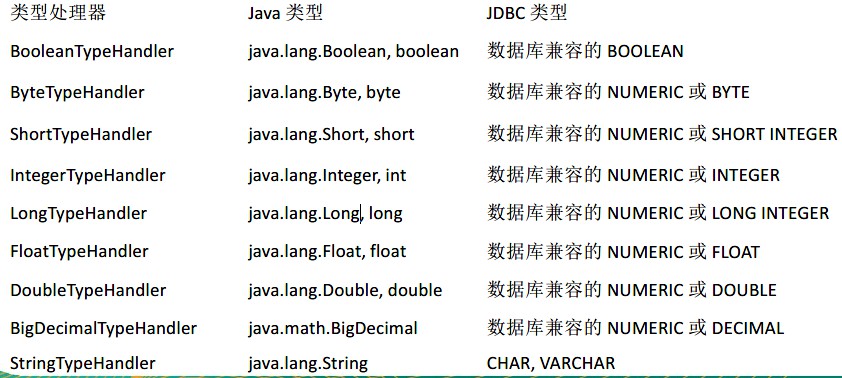 类型处理器 Java 类型 JDBC 类型
BooleanTypeHandler java.lang.Boolean, boolean 数据库兼容的 BOOLEAN
ByteTypeHandler java.lang.Byte, byte 数据库兼容的 NUMERIC 或 BYTE
ShortTypeHandler java.lang.Short, short 数据库兼容的 NUMERIC 或 SHORT INTEGER
IntegerTypeHandler java.lang.Integer, int 数据库兼容的 NUMERIC 或 INTEGER
LongTypeHandler java.lang.Long, long 数据库兼容的 NUMERIC 或 LONG INTEGER
FloatTypeHandler java.lang.Float, float 数据库兼容的 NUMERIC 或 FLOAT
DoubleTypeHandler java.lang.Double, double 数据库兼容的 NUMERIC 或 DOUBLE
BigDecimalTypeHandler java.math.BigDecimal 数据库兼容的 NUMERIC 或 DECIMAL
StringTypeHandler java.lang.String CHAR, VARCHAR